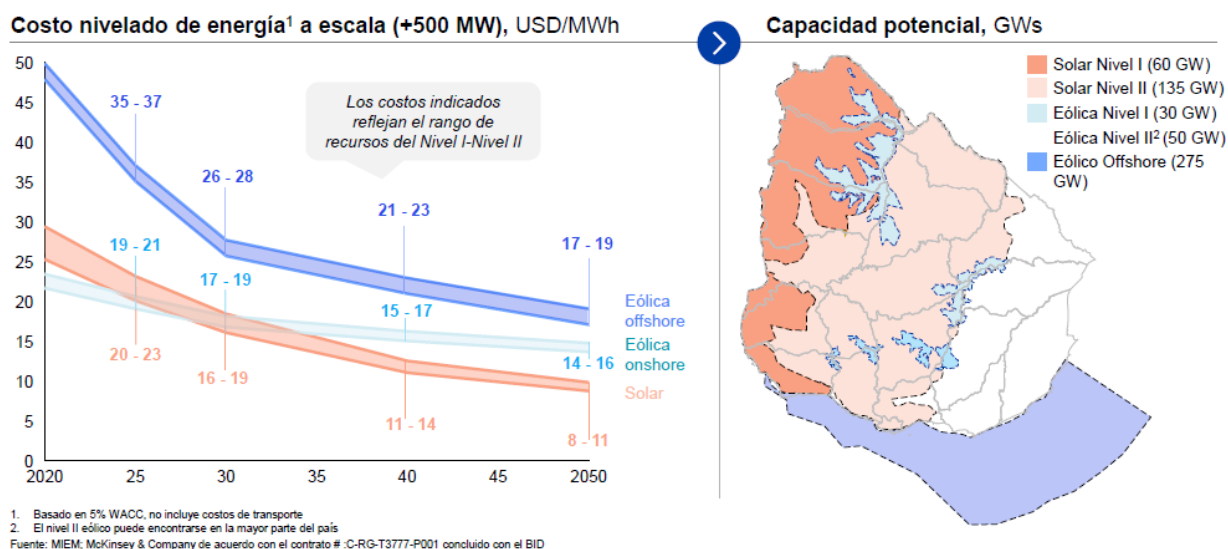 Costo nivelado de energía¹ a escala (+500 MW), USD/MWh
50
45
40
35
30
25
20
15
10
5
0
35 - 37
26 - 28
21 - 23
17 - 19
19 - 21
17 - 19
15 - 17
14 - 16
20 - 23
16 - 19
11 - 14
8 - 11
Los costos indicados
reflejan el rango de
recursos del Nivel I-Nivel II
Eólica
offshore
Eólica
onshore
Solar
2020 25 30 35 40 45 2050
Capacidad potencial, GWs
Solar Nivel I (60 GW)
Solar Nivel II (135 GW)
Eólica Nivel I (30 GW)
Eólica Nivel II² (50 GW)
Eólico Offshore (275
GW)
1. Basado en 5% WACC, no incluye costos de transporte
2. El nivel II eólico puede encontrarse en la mayor parte del país
Fuente: MIEM; McKinsey & Company de acuerdo con el contrato # :C-RG-T3777-P001 concluido con el BID